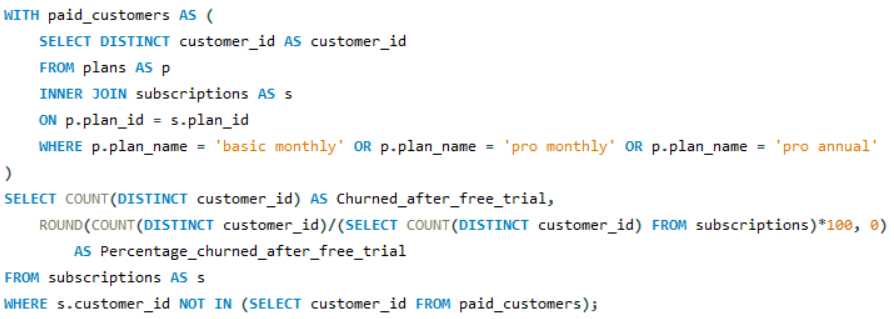 WITH paid_customers AS (
    SELECT DISTINCT customer_id AS customer_id
    FROM plans AS p
    INNER JOIN subscriptions AS s
    ON p.plan_id = s.plan_id
    WHERE p.plan_name = 'basic monthly' OR p.plan_name = 'pro monthly' OR p.plan_name = 'pro annual'
)
SELECT COUNT(DISTINCT customer_id) AS Churned_after_free_trial,
    ROUND(COUNT(DISTINCT customer_id)/(SELECT COUNT(DISTINCT customer_id) FROM subscriptions)*100, 0)
        AS Percentage_churned_after_free_trial
FROM subscriptions AS s
WHERE s.customer_id NOT IN (SELECT customer_id FROM paid_customers);